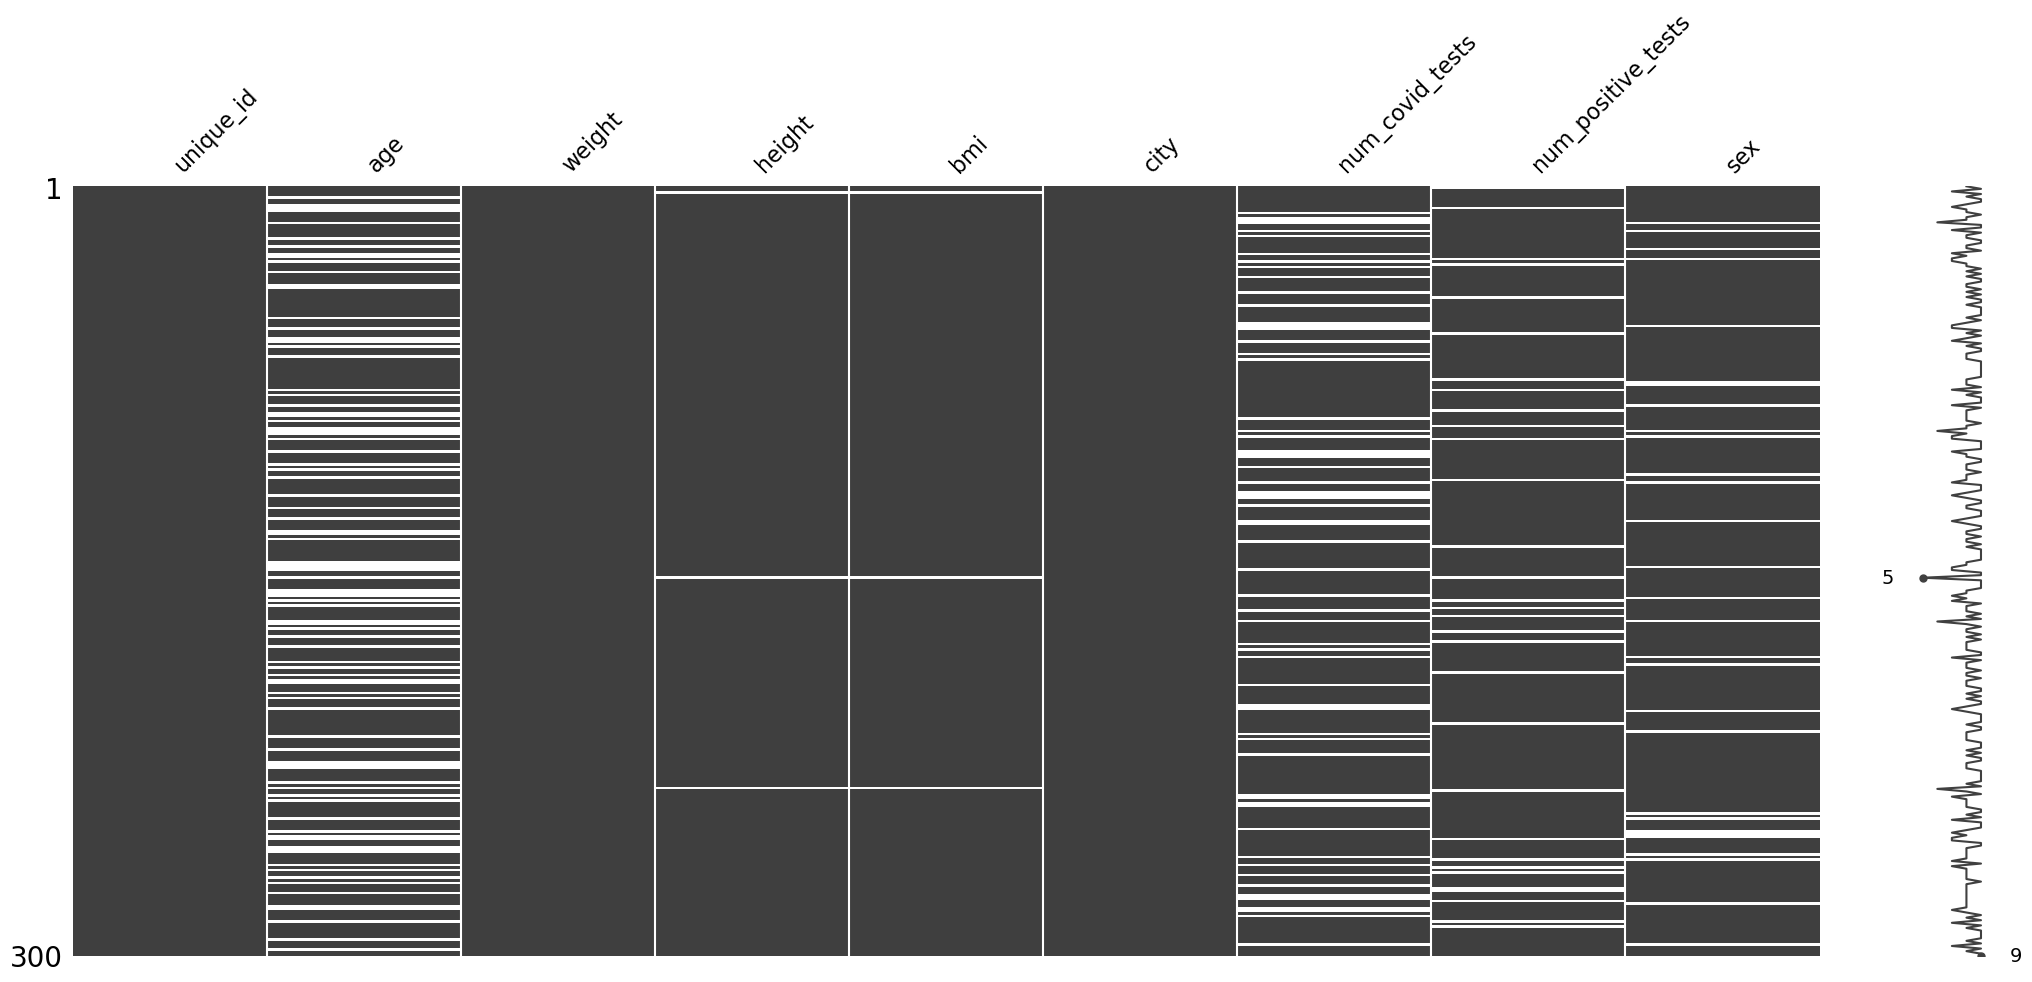 unique_id
age
weight
height
bmi
city
num_covid_tests
num_positive_tests
sex
1
5
300
9